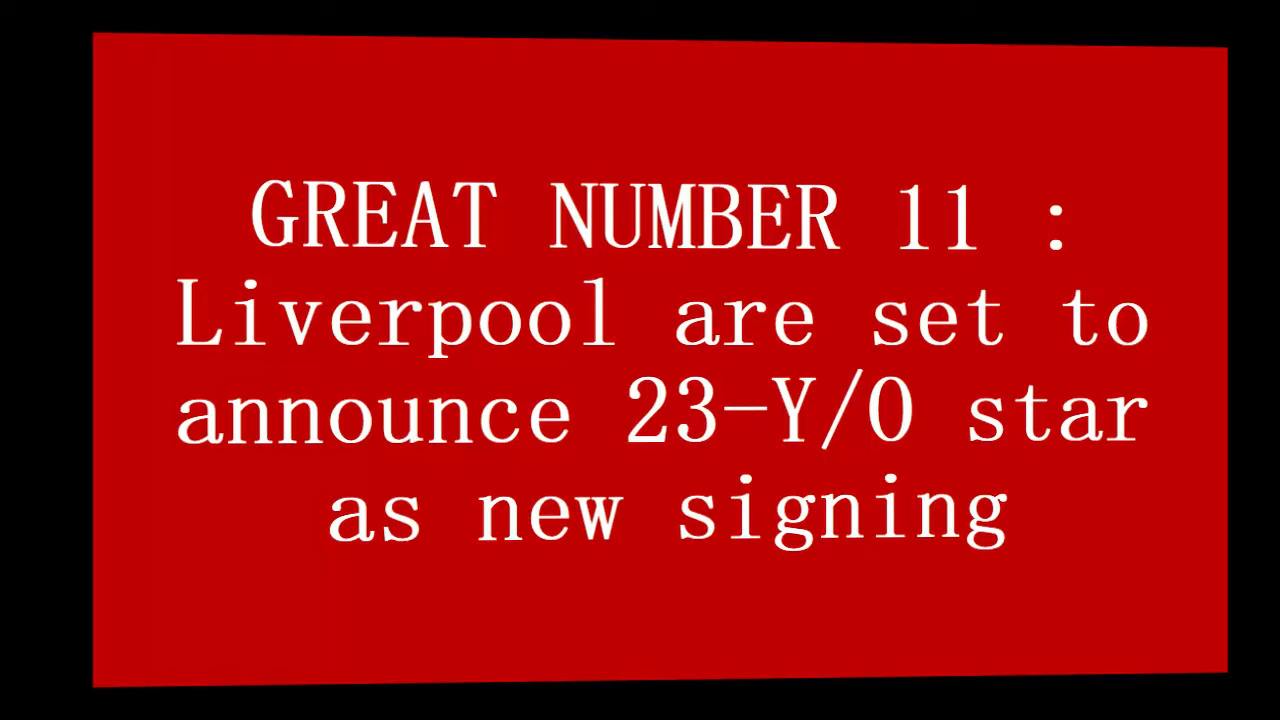 GREAT NUMBER 11 :
Liverpool are set to
announce 23-Y/O star
as new signing